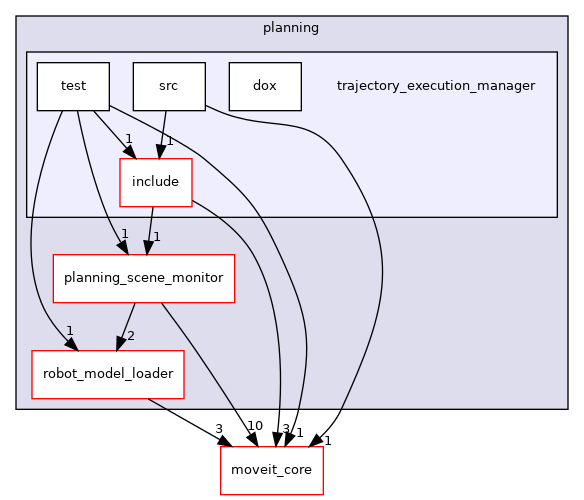 planning
test
src
dox
trajectory_execution_manager
1
1
include
1
1
planning_scene_monitor
1
2
robot_model_loader
3
10
3
1
1
moveit_core